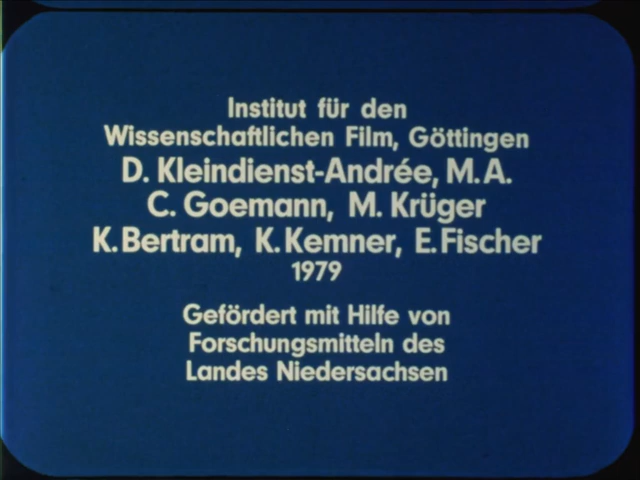 Institut für den
Wissenschaftlichen Film, Göttingen
D. Kleindienst-Andrée, M.A.
C. Goemann, M. Krüger
K. Bertram, K. Kemner, E. Fischer
1979
Gefördert mit Hilfe von
Forschungsmitteln des
Landes Niedersachsen